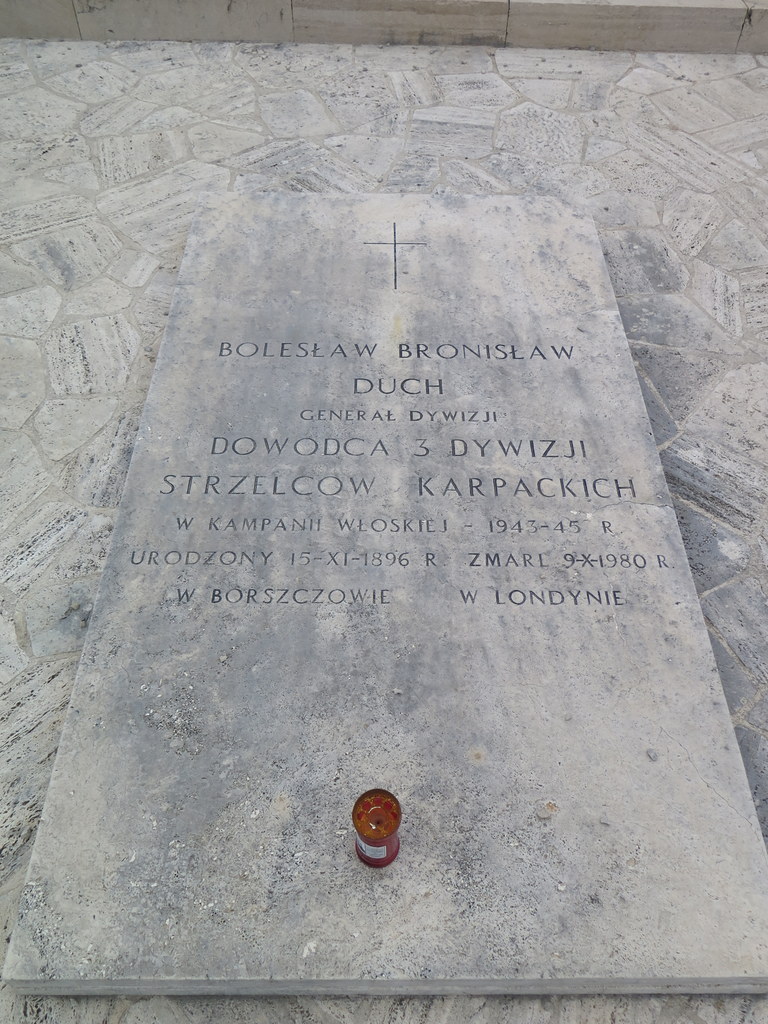 BOLESŁAW BRONISŁAW
DUCH
GENERAŁ DYWIZJI
DOWÓDCA 3 DYWIZJI
STRZELCÓW KARPACKICH
W KAMPANII WŁOSKIEJ - 1943-45 R.
URODZONY 15-XI-1896 R. ZMARŁ 9-X-1980 R.
W BORSZCZOWIE W LONDYNIE